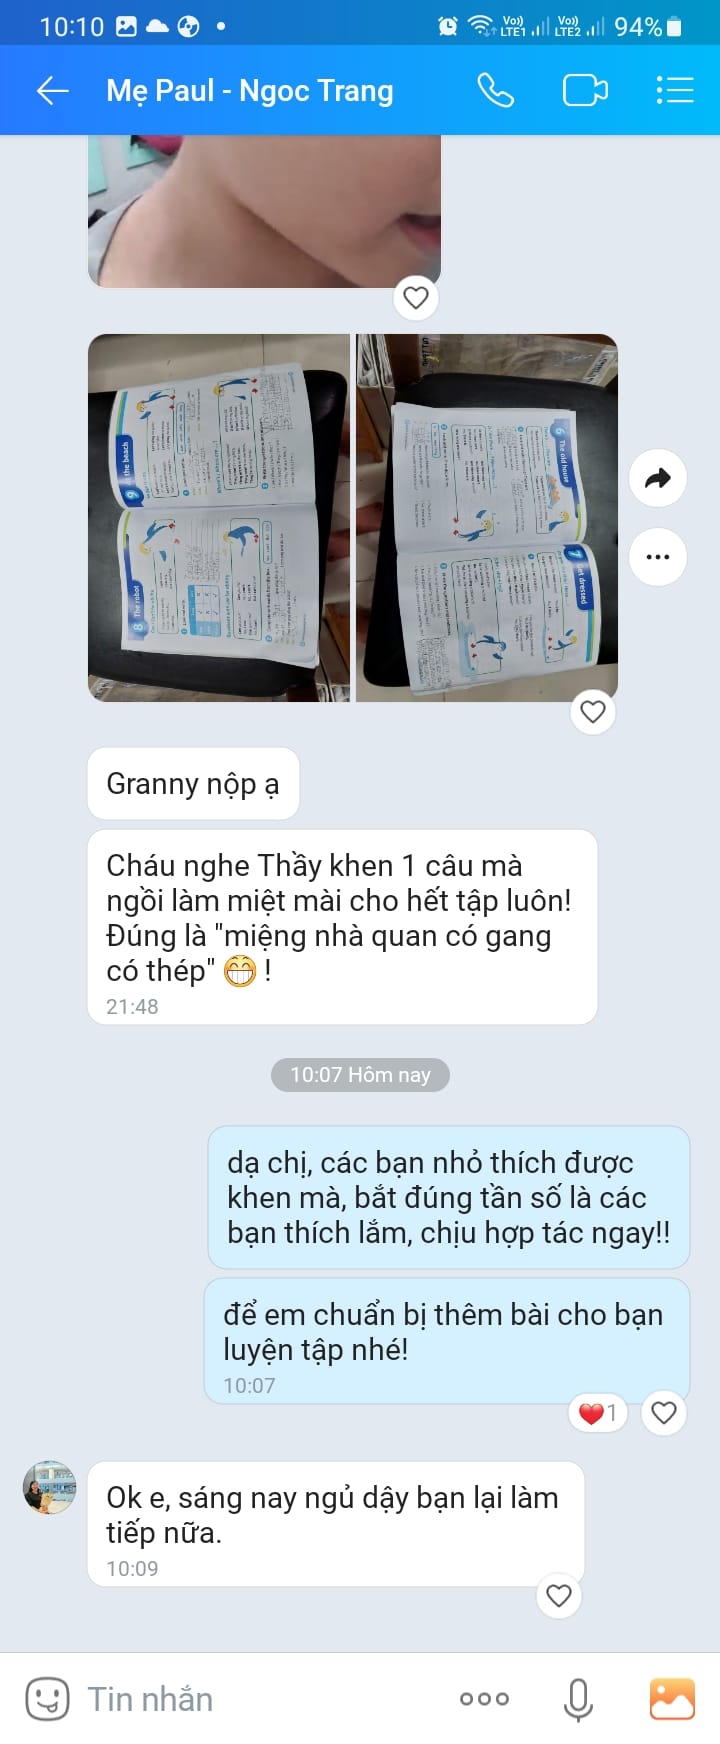 10:10
Vo)) LTE1
Vo)) LTE2
94%
Mẹ Paul - Ngoc Trang
9 At the beach
8 The robot
6 The old house
7 Get dressed
Granny nộp ạ
Cháu nghe Thầy khen 1 câu mà
ngồi làm miệt mài cho hết tập luôn!
Đúng là "miệng nhà quan có gang
có thép" 😁 !
21:48
10:07 Hôm nay
dạ chị, các bạn nhỏ thích được
khen mà, bắt đúng tần số là các
bạn thích lắm, chịu hợp tác ngay!!
để em chuẩn bị thêm bài cho bạn
luyện tập nhé!
10:07
❤️ 1
Ok e, sáng nay ngủ dậy bạn lại làm
tiếp nữa.
10:09
Tin nhắn